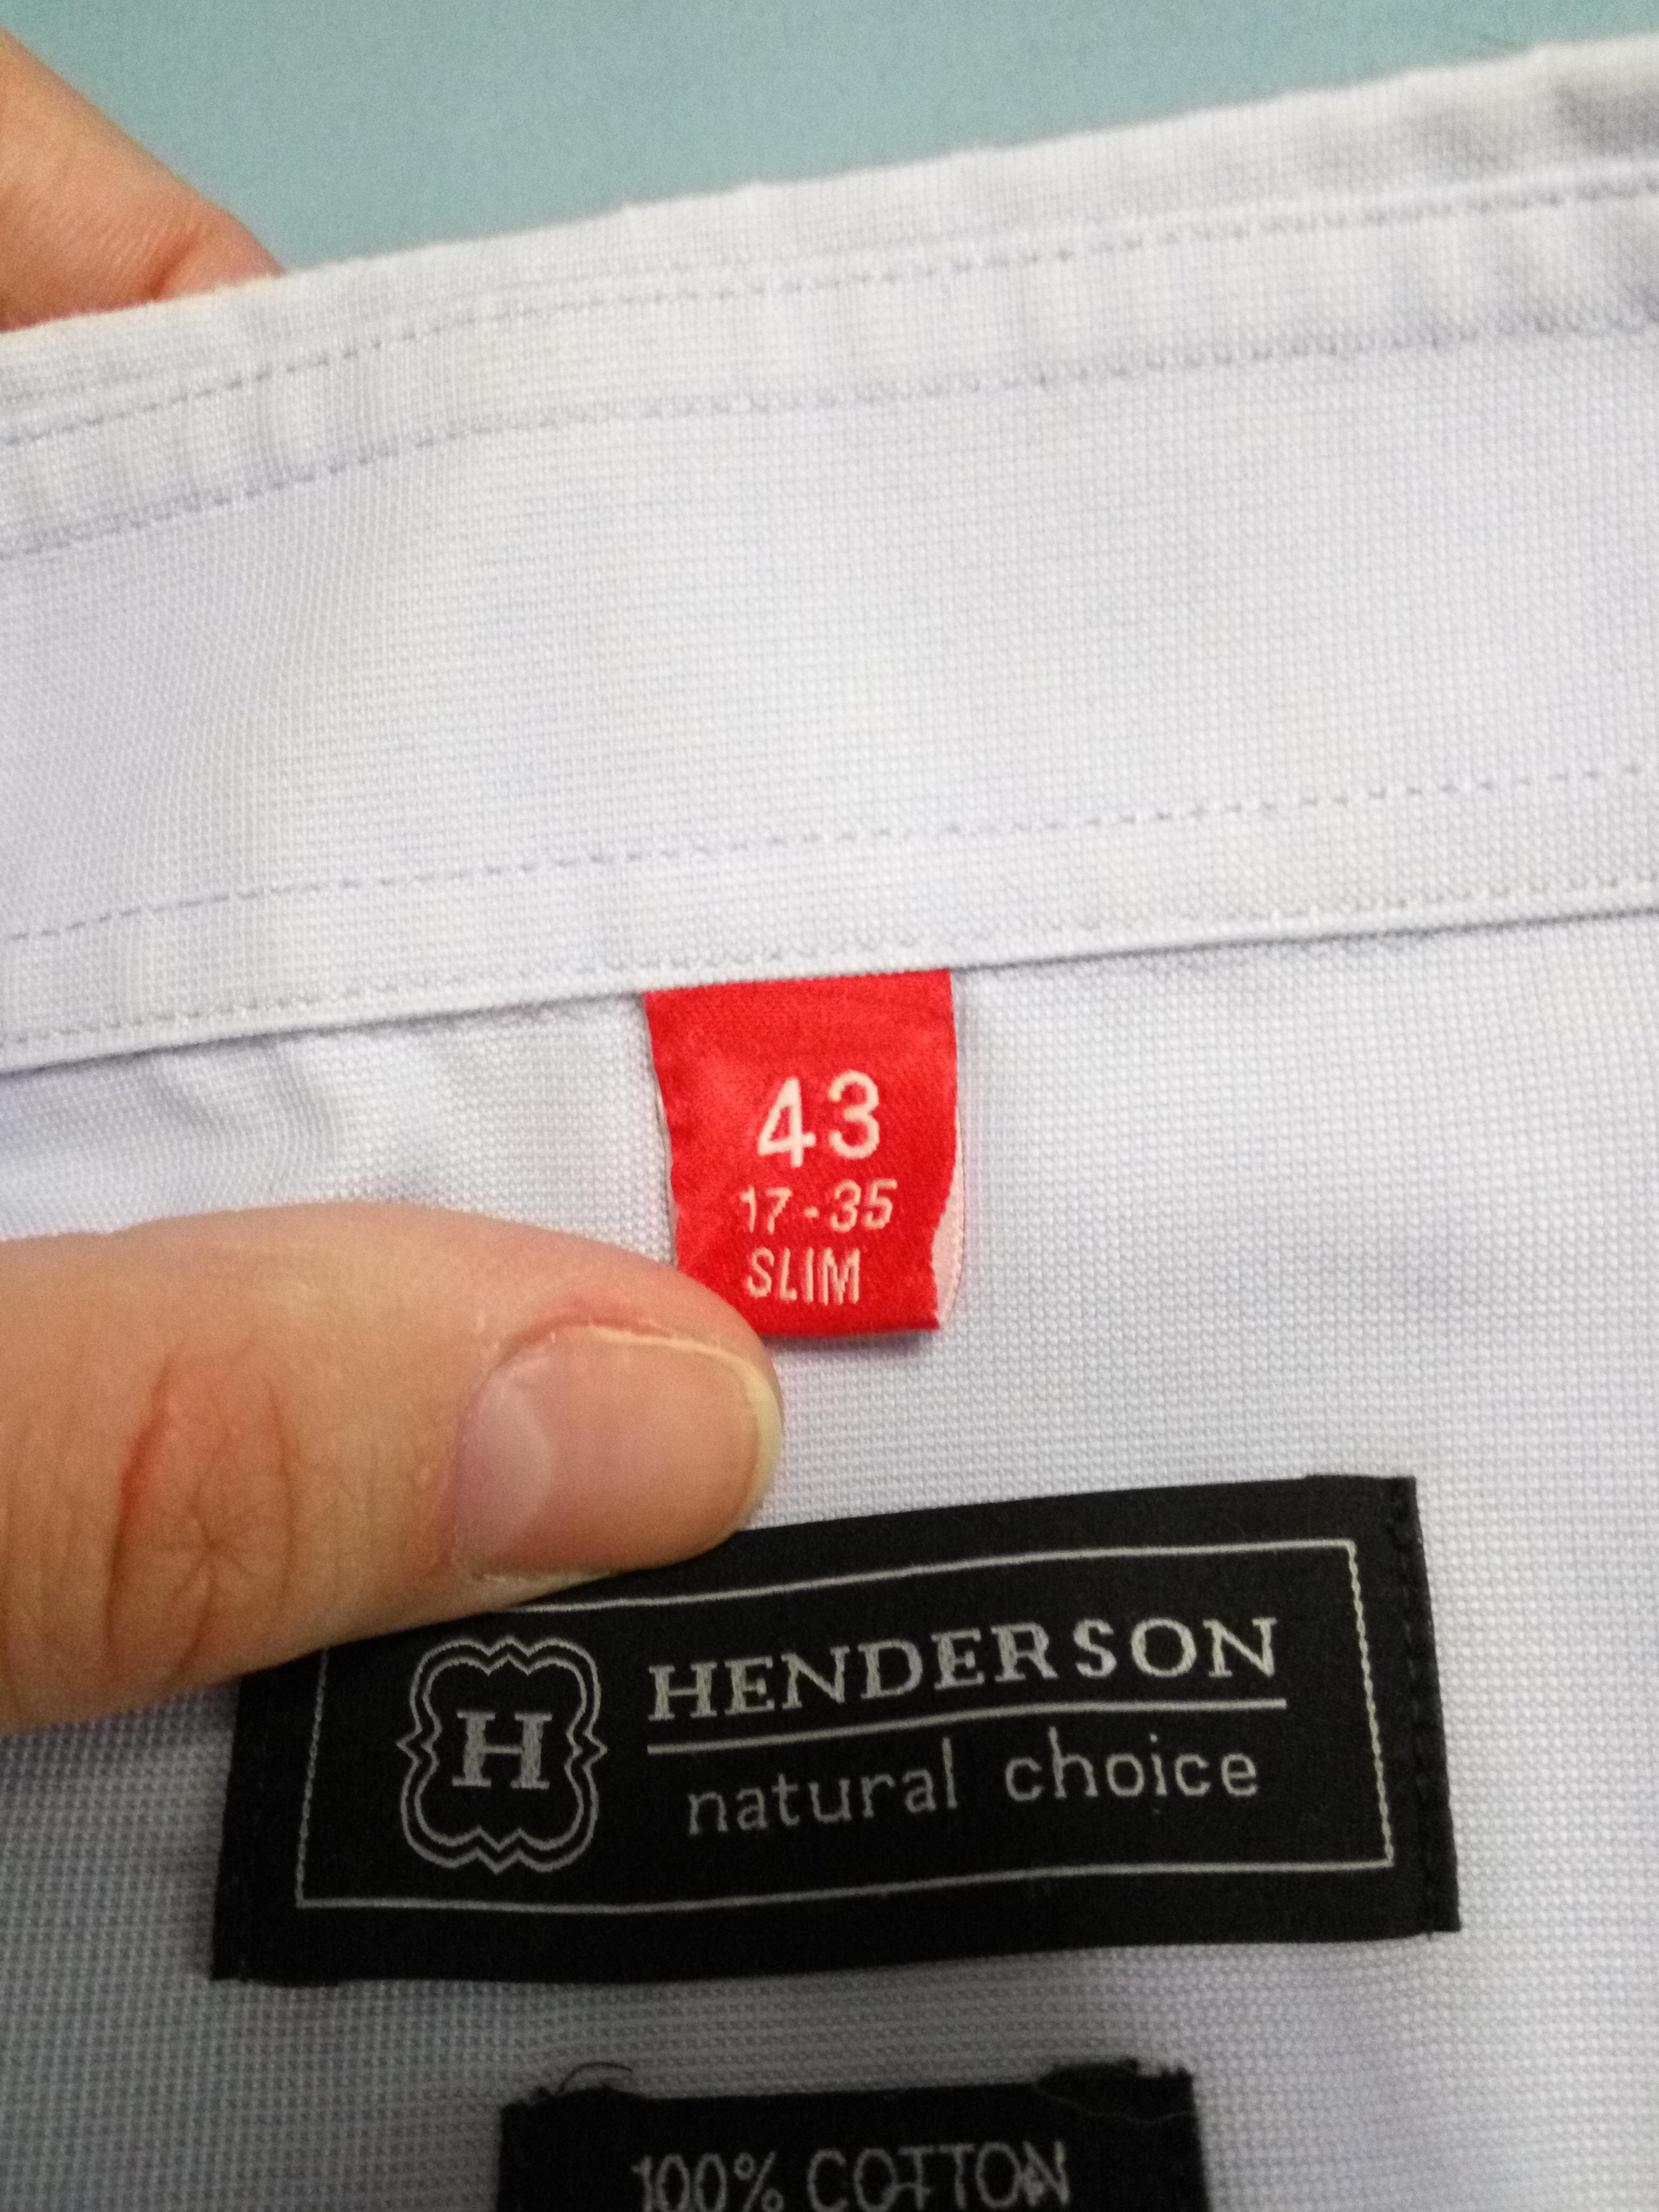 43
17-35
SLIM
H
HENDERSON
natural choice
100% COTTON